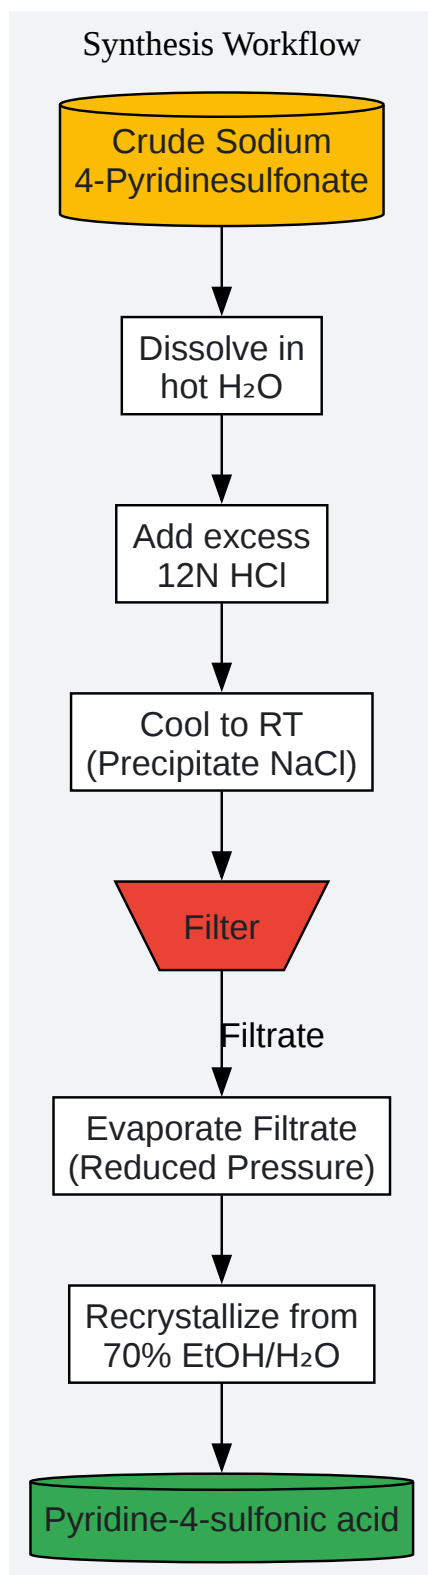 Synthesis Workflow
Crude Sodium
4-Pyridinesulfonate
Dissolve in
hot H₂O
Add excess
12N HCl
Cool to RT
(Precipitate NaCl)
Filter
Filtrate
Evaporate Filtrate
(Reduced Pressure)
Recrystallize from
70% EtOH/H₂O
Pyridine-4-sulfonic acid